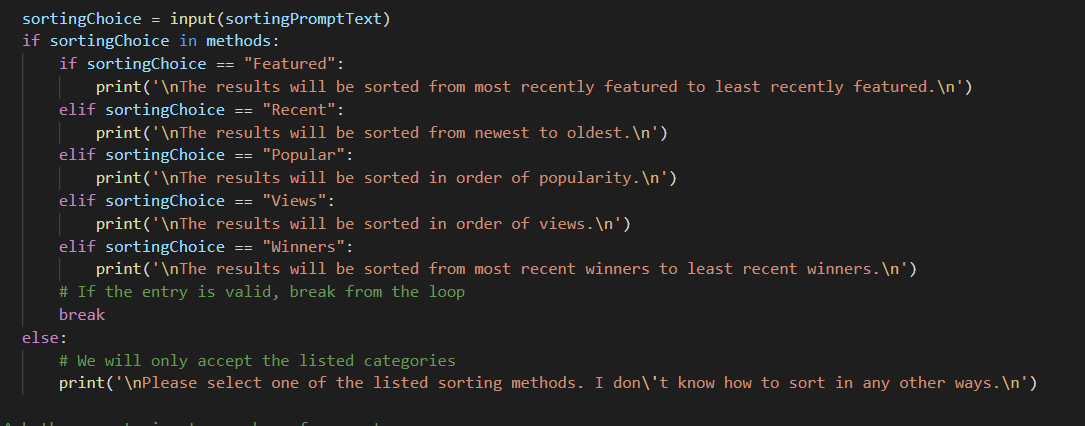 sortingChoice = input(sortingPromptText)
if sortingChoice in methods:
    if sortingChoice == "Featured":
        print('\nThe results will be sorted from most recently featured to least recently featured.\n')
    elif sortingChoice == "Recent":
        print('\nThe results will be sorted from newest to oldest.\n')
    elif sortingChoice == "Popular":
        print('\nThe results will be sorted in order of popularity.\n')
    elif sortingChoice == "Views":
        print('\nThe results will be sorted in order of views.\n')
    elif sortingChoice == "Winners":
        print('\nThe results will be sorted from most recent winners to least recent winners.\n')
    # If the entry is valid, break from the loop
    break
else:
    # We will only accept the listed categories
    print('\nPlease select one of the listed sorting methods. I don\'t know how to sort in any other ways.\n')